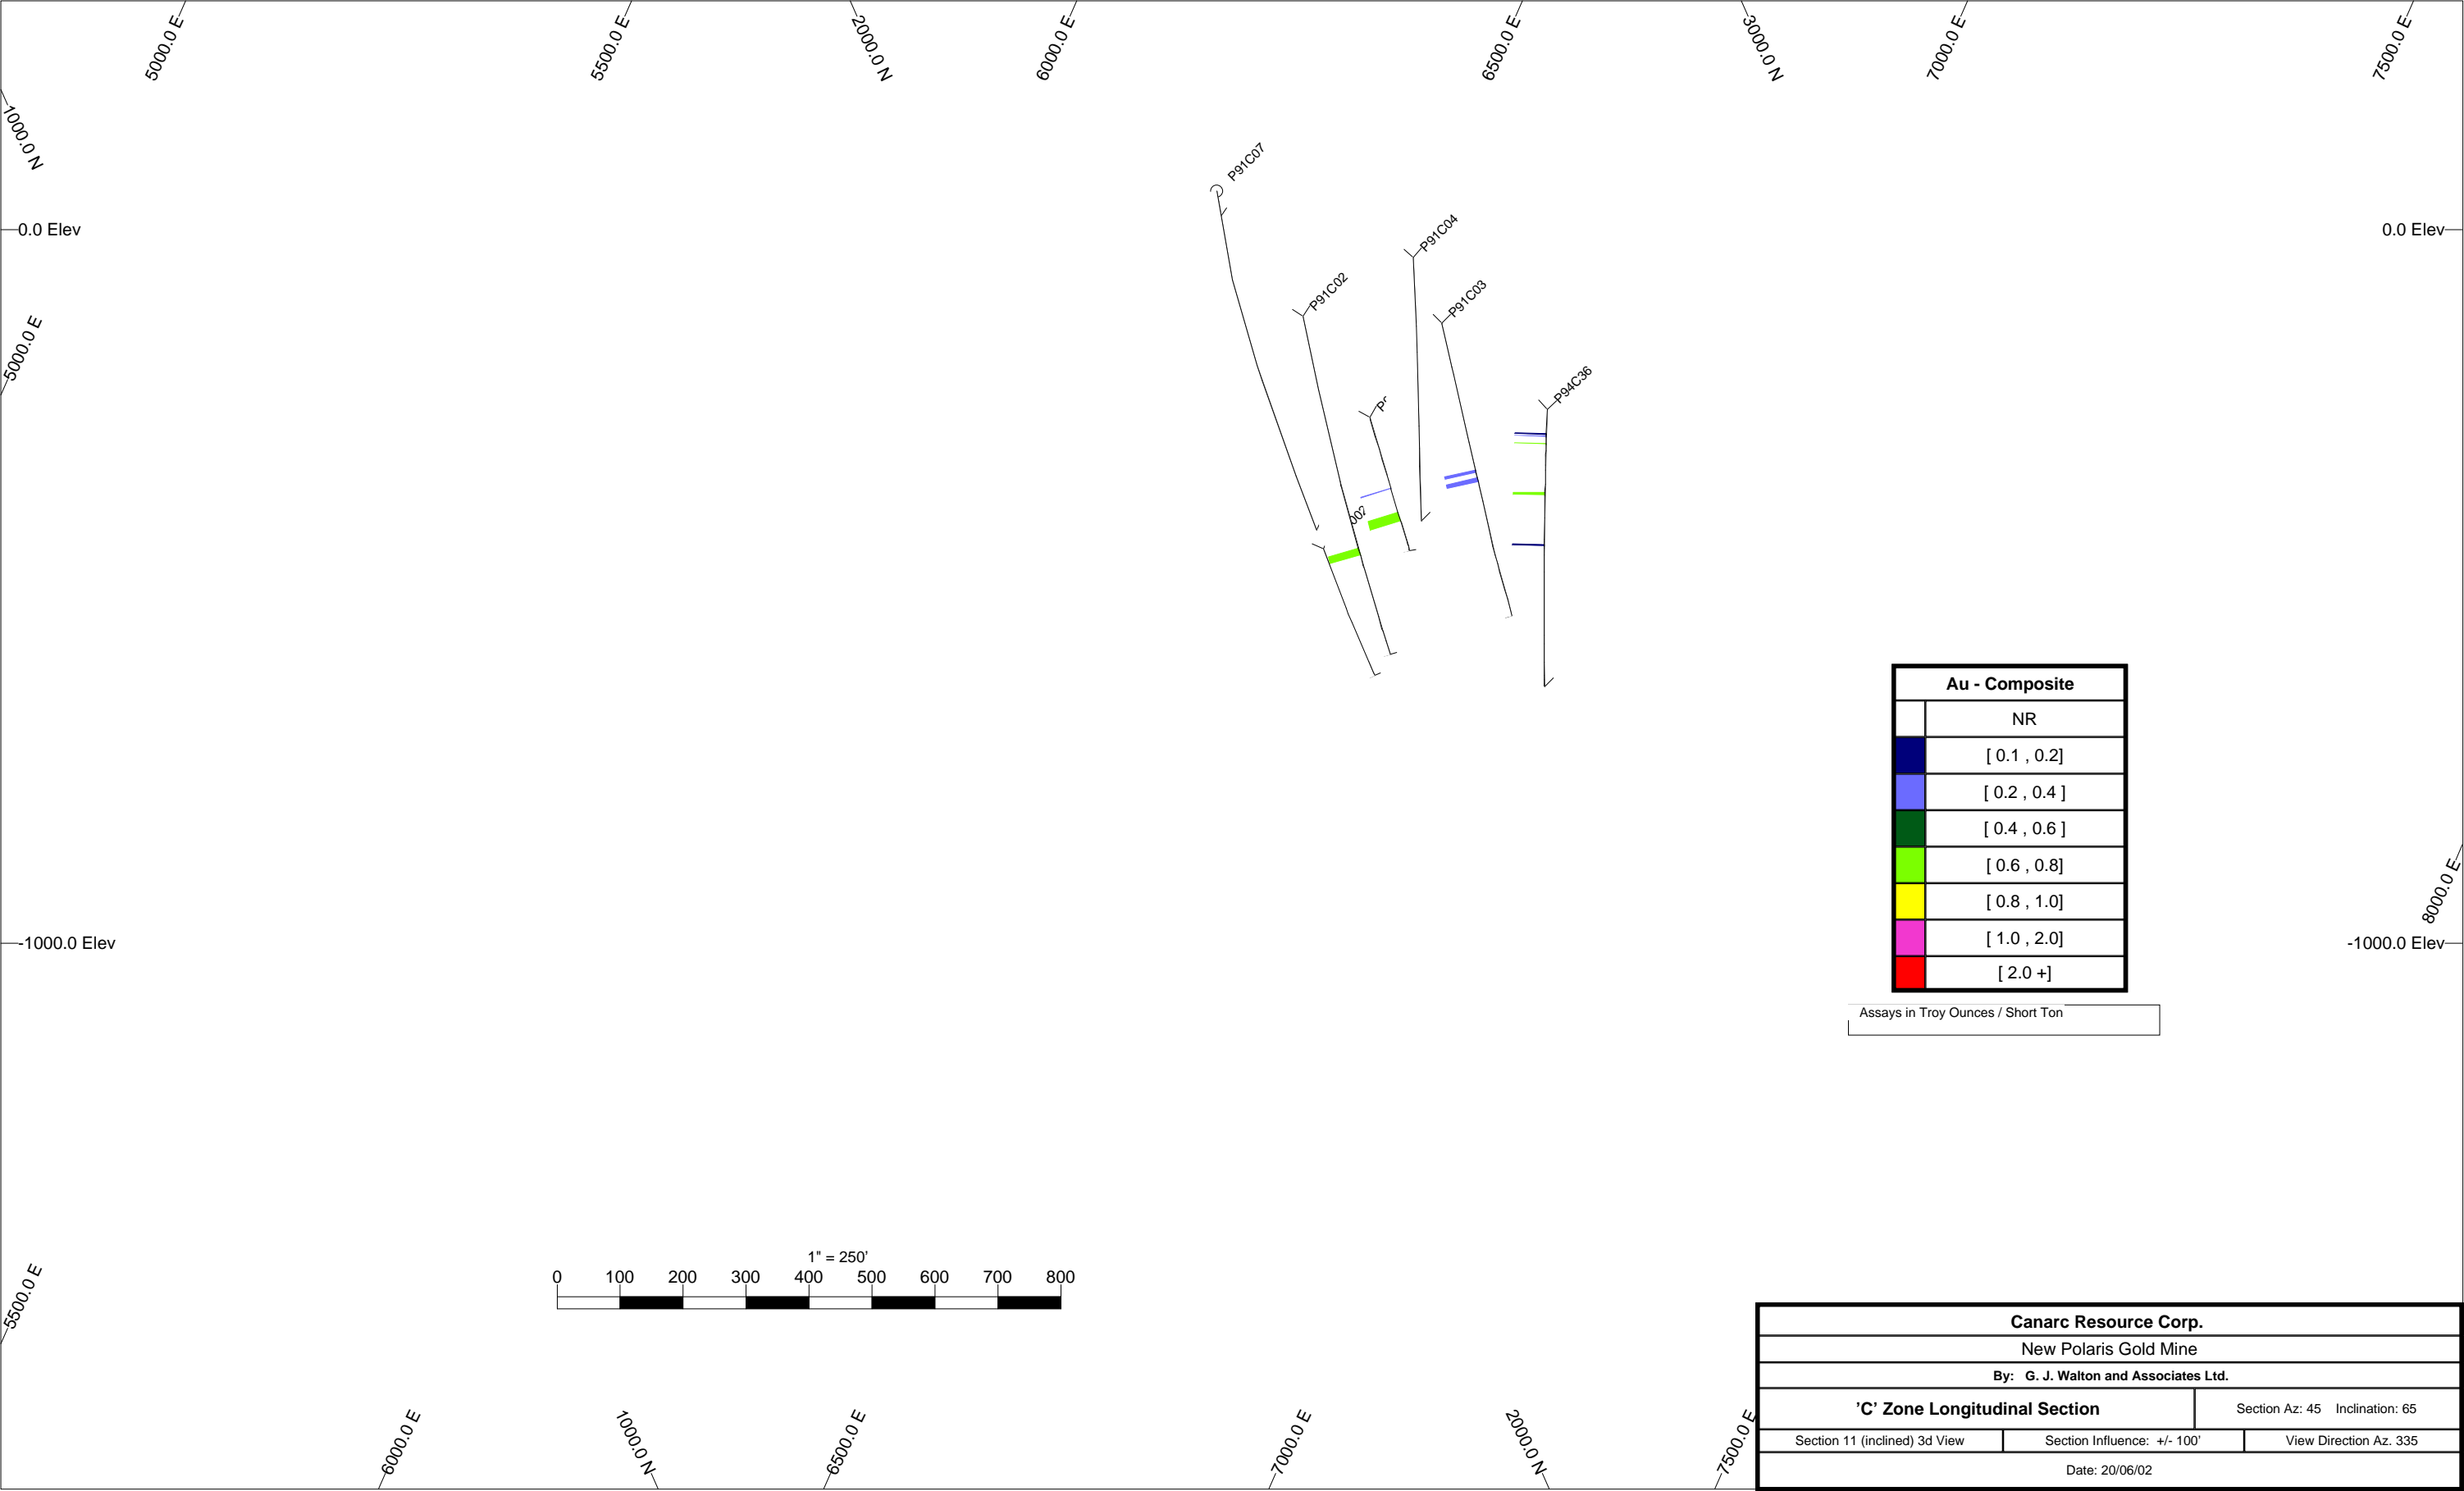 5000.0 E
5500.0 E
2000.0 N
6000.0 E
6500.0 E
3000.0 N
7000.0 E
7500.0 E
1000.0 N
P91C07
0.0 Elev
0.0 Elev
P91C04
P91C02
P91C03
5000.0 E
P94C36
Au - Composite
NR
[ 0.1 , 0.2]
[ 0.2 , 0.4 ]
[ 0.4 , 0.6 ]
[ 0.6 , 0.8]
[ 0.8 , 1.0]
[ 1.0 , 2.0]
[ 2.0 +]
8000.0 E
-1000.0 Elev
-1000.0 Elev
Assays in Troy Ounces / Short Ton
1" = 250'
0 100 200 300 400 500 600 700 800
5500.0 E
6000.0 E
1000.0 N
6500.0 E
7000.0 E
2000.0 N
7500.0 E
Canarc Resource Corp.
New Polaris Gold Mine
By: G. J. Walton and Associates Ltd.
'C' Zone Longitudinal Section
Section Az: 45 Inclination: 65
Section 11 (inclined) 3d View
Section Influence: +/- 100'
View Direction Az. 335
Date: 20/06/02